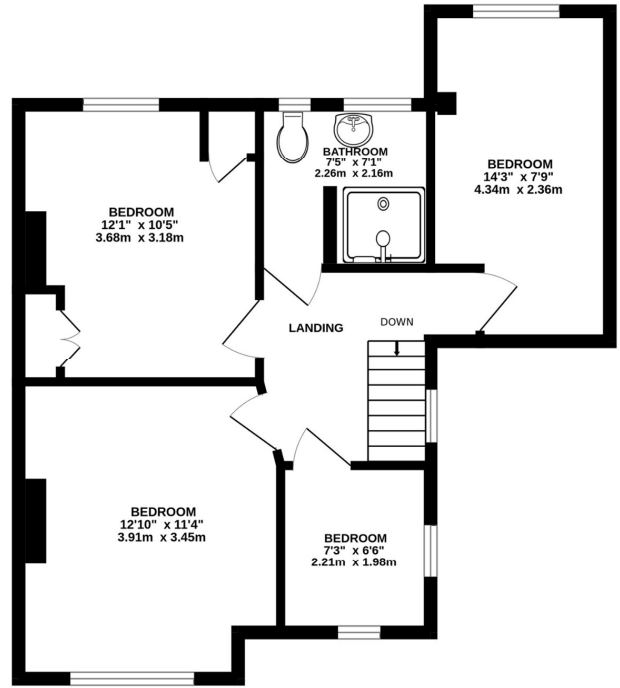 BATHROOM
7'5" x 7'1"
2.26m x 2.16m
BEDROOM
14'3" x 7'9"
4.34m x 2.36m
BEDROOM
12'1" x 10'5"
3.68m x 3.18m
LANDING
DOWN
BEDROOM
12'10" x 11'4"
3.91m x 3.45m
BEDROOM
7'3" x 6'6"
2.21m x 1.98m